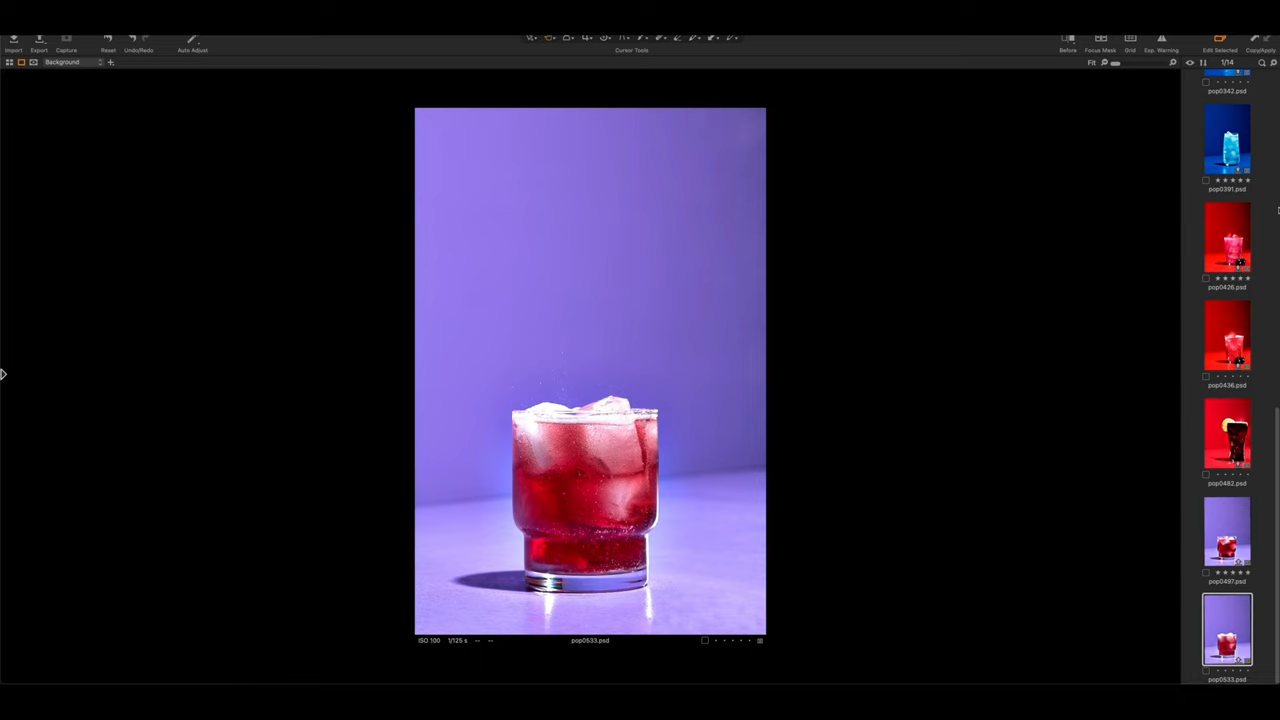 Import Export Capture Reset Undo/Redo Auto Adjust Cursor Tools Before Focus Mask Grid Exp. Warning Edit Selected Copy/Apply
Background Fit 1/14
pop0342.psd
pop0391.psd
pop0426.psd
pop0436.psd
pop0482.psd
pop0497.psd
ISO 100 1/125 s -- -- pop0533.psd
pop0533.psd